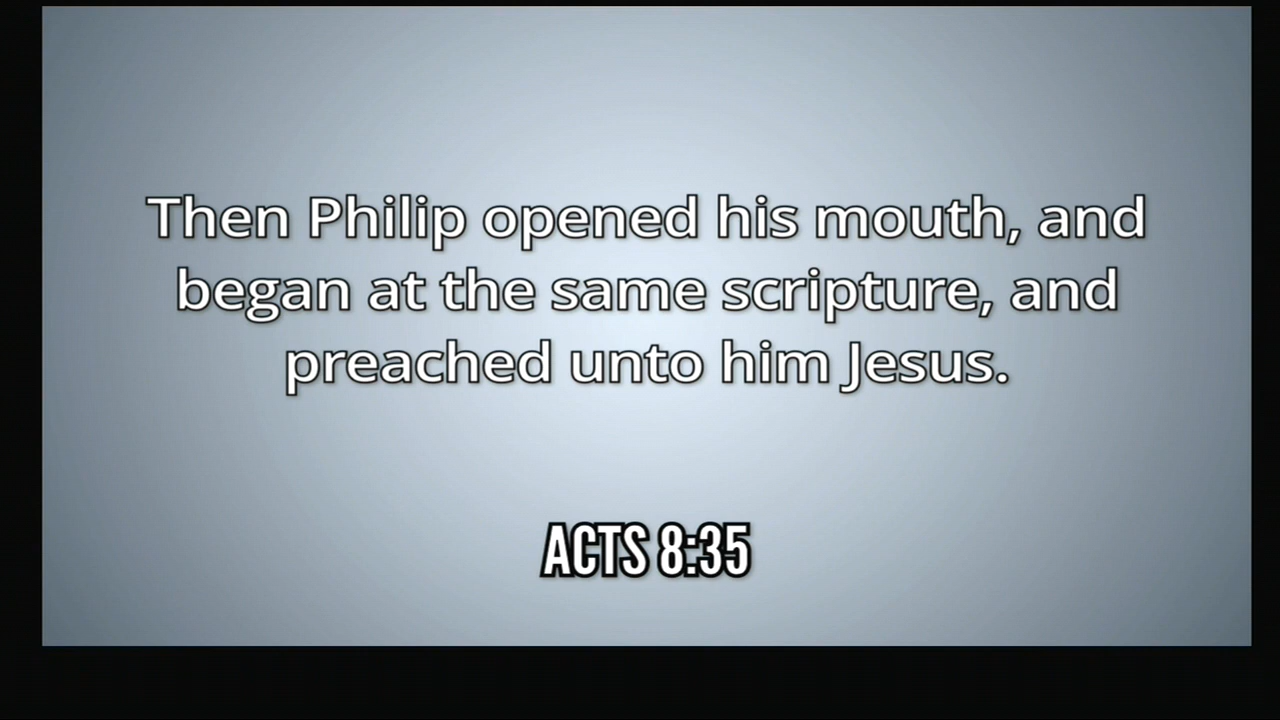 Then Philip opened his mouth, and
began at the same scripture, and
preached unto him Jesus.
ACTS 8:35